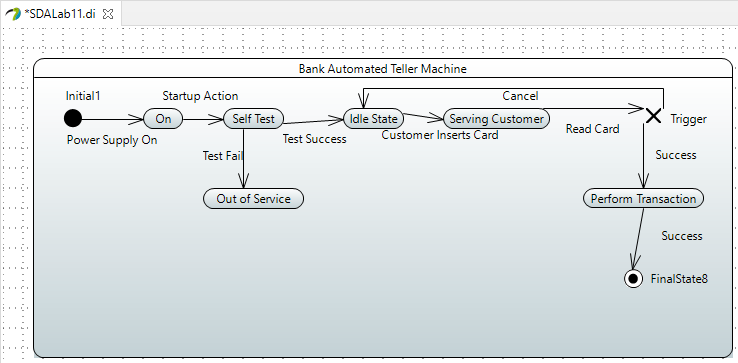 *SDALab11.di
Bank Automated Teller Machine
Initial1
Startup Action
Cancel
On
Self Test
Idle State
Serving Customer
Trigger
Power Supply On
Test Success
Customer Inserts Card
Read Card
Test Fail
Success
Out of Service
Perform Transaction
Success
FinalState8